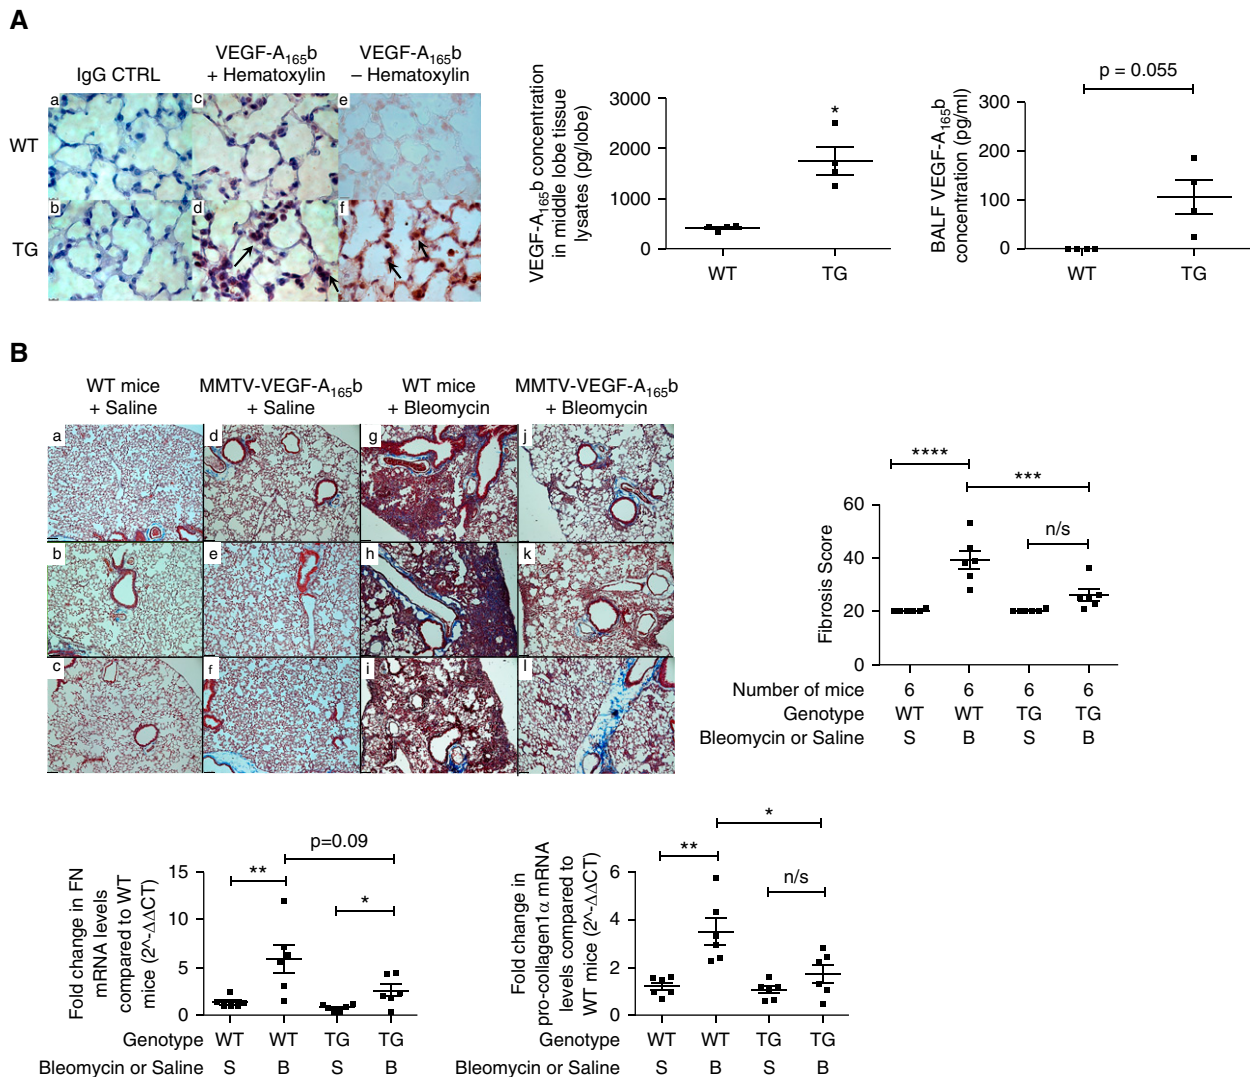 A
IgG CTRL
VEGF-A165b
+ Hematoxylin
VEGF-A165b
– Hematoxylin
a
c
e
WT
b
d
f
TG
VEGF-A165b concentration
in middle lobe tissue
lysates (pg/lobe)
3000
2000
1000
0
*
WT
TG
BALF VEGF-A165b
concentration (pg/ml)
p = 0.055
300
200
100
0
WT
TG
B
WT mice
+ Saline
MMTV-VEGF-A165b
+ Saline
WT mice
+ Bleomycin
MMTV-VEGF-A165b
+ Bleomycin
a
d
g
j
b
e
h
k
c
f
i
l
Fibrosis Score
****
***
n/s
60
40
20
0
Number of mice 6 6 6 6
Genotype WT WT TG TG
Bleomycin or Saline S B S B
Fold change in FN
mRNA levels
compared to WT
mice (2^-ΔΔCT)
p=0.09
**
*
15
10
5
0
Genotype WT WT TG TG
Bleomycin or Saline S B S B
Fold change in
pro-collagen1α mRNA
levels compared to
WT mice (2^-ΔΔCT)
*
**
n/s
6
4
2
0
Genotype WT WT TG TG
Bleomycin or Saline S B S B